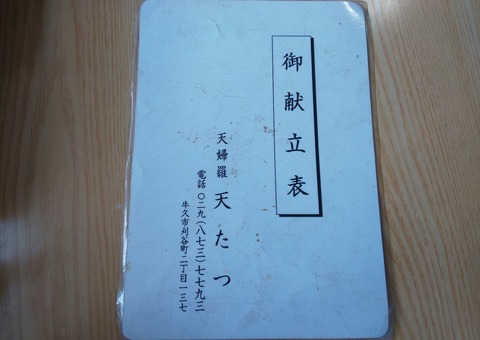 御献立表
天婦羅 天たつ
電話 〇二九(八七三)七七九三
牛久市刈谷町二丁目一三七